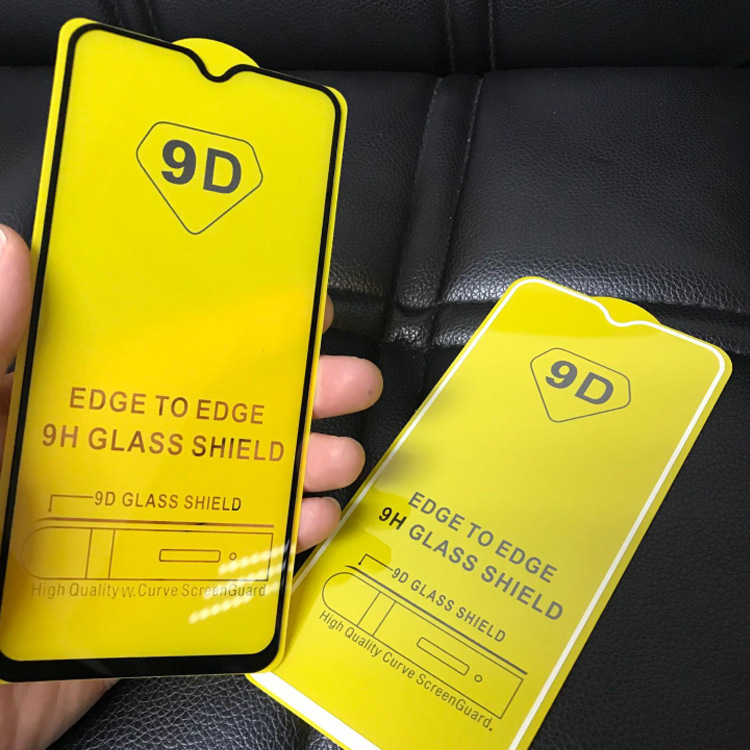 9D
EDGE TO EDGE
9H GLASS SHIELD
9D GLASS SHIELD
High Quality w. Curve ScreenGuard
9D
EDGE TO EDGE
9H GLASS SHIELD
9D GLASS SHIELD
High Quality Curve ScreenGuard.